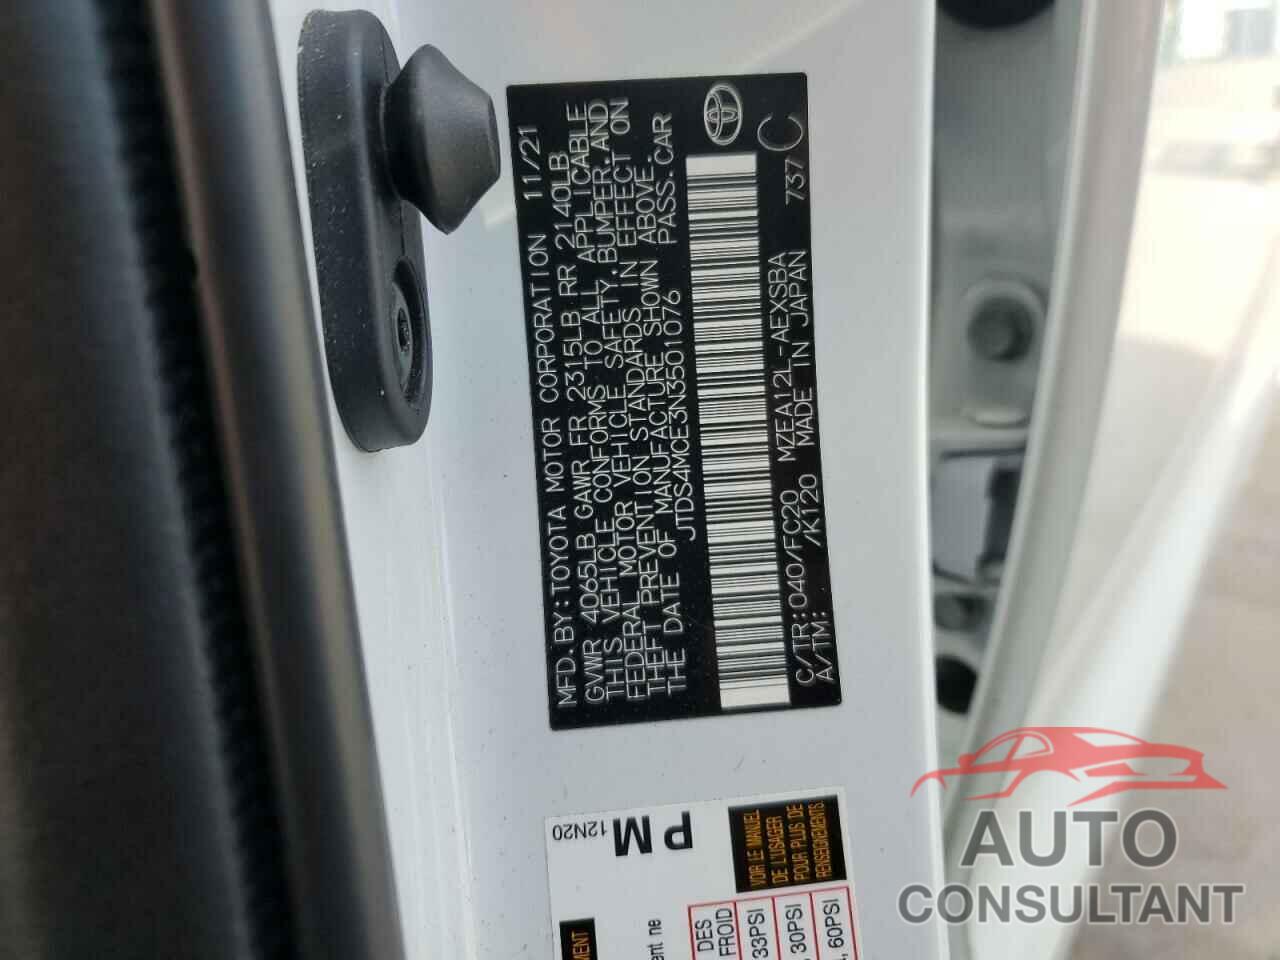 MFD.BY:TOYOTA MOTOR CORPORATION 11/21
GVWR 4065LB GAWR FR 2315LB RR 2140LB
THIS VEHICLE CONFORMS TO ALL APPLICABLE
FEDERAL MOTOR VEHICLE SAFETY,BUMPER,AND
THEFT PREVENTION STANDARDS IN EFFECT ON
THE DATE OF MANUFACTURE SHOWN ABOVE.
JTDS4MCE3N3501076 PASS.CAR
C/TR:040/FC20 MZEA12L-AEXSBA 737 C
A/TM: /K120 MADE IN JAPAN
PM
12N20
VOIR LE MANUEL
DE L'USAGER
POUR PLUS DE
RENSEIGNEMENTS
DES
FROID
33PSI
30PSI
60PSI
MENT
ent ne
AUTO
CONSULTANT